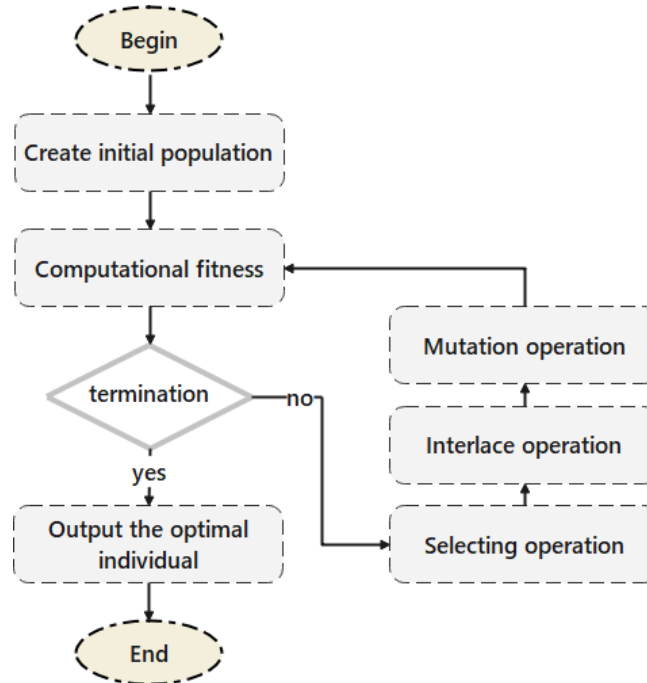 Begin
Create initial population
Computational fitness
termination
no
yes
Output the optimal
individual
End
Mutation operation
Interlace operation
Selecting operation